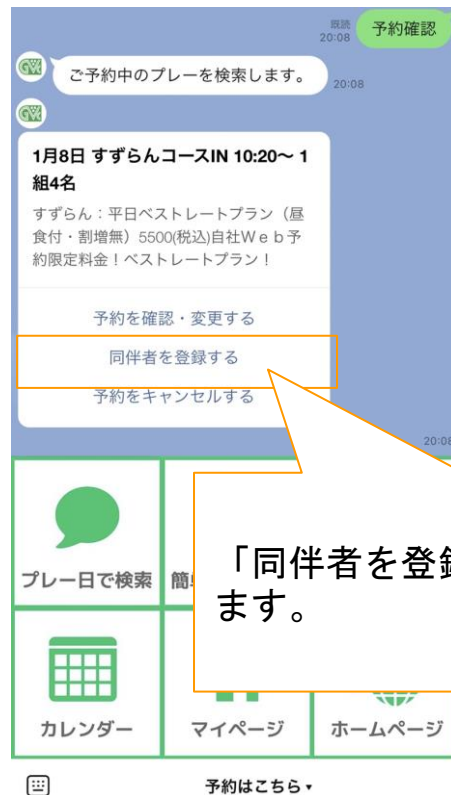 既読
20:08
予約確認
ご予約中のプレーを検索します。
20:08
1月8日 すずらんコースIN 10:20～ 1
組4名
すずらん：平日ベストレートプラン（昼
食付・割増無）5500(税込)自社Ｗｅｂ予
約限定料金！ベストレートプラン！
予約を確認・変更する
同伴者を登録する
予約をキャンセルする
20:08
プレー日で検索
簡
「同伴者を登録
ます。
カレンダー
マイページ
ホームページ
予約はこちら▾